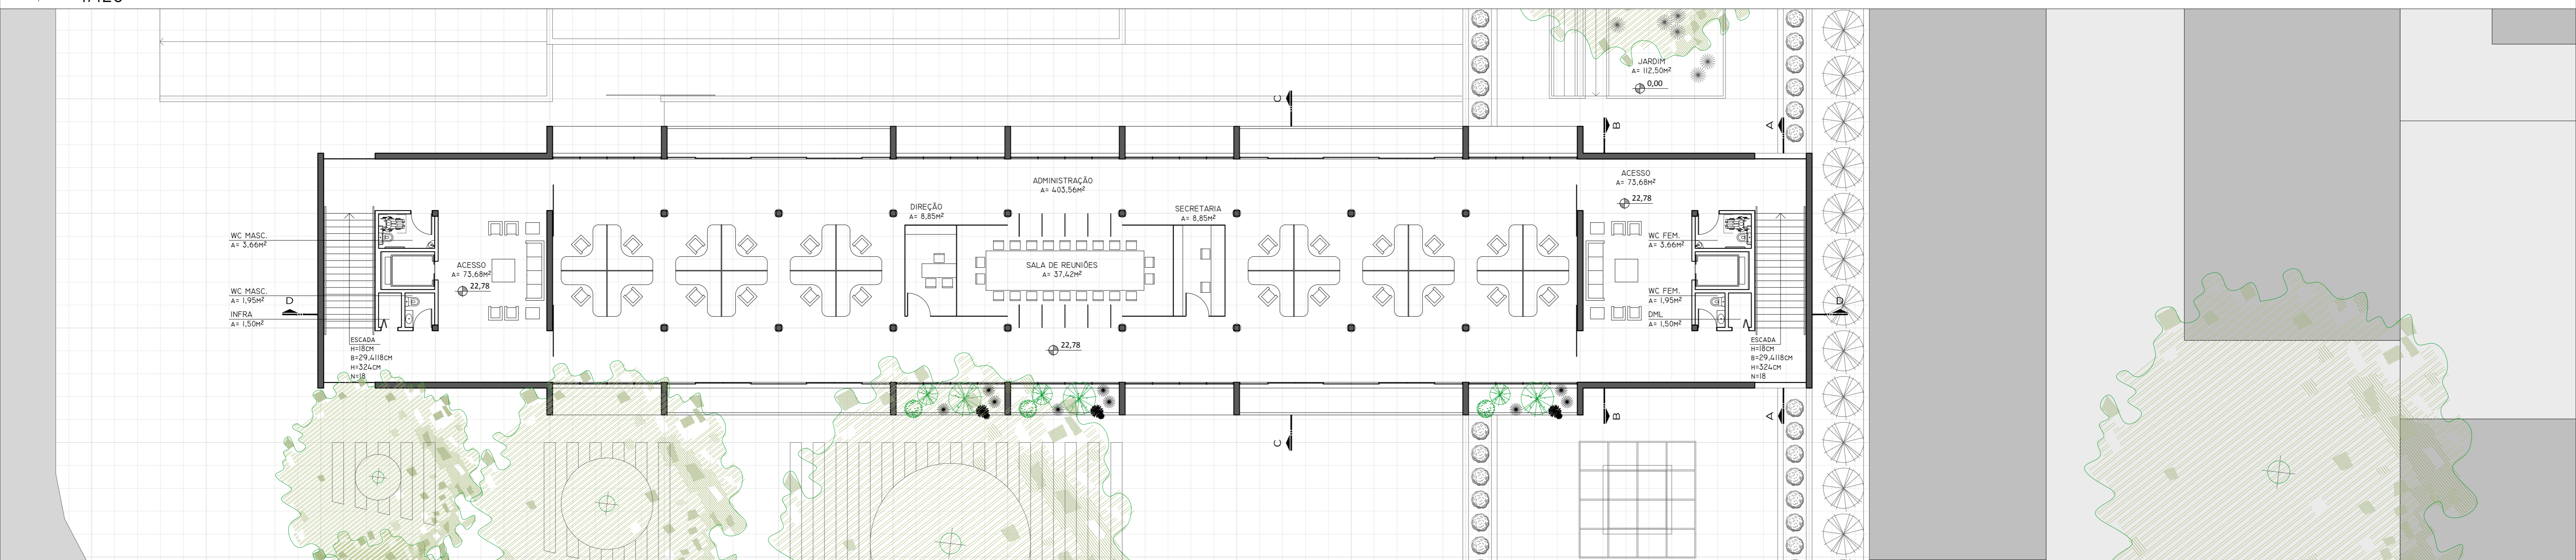 JARDIM
A= 112,50M²
0,00
C
B
A
ADMINISTRAÇÃO
A= 403,56M²
ACESSO
A= 73,68M²
22,78
DIREÇÃO
A= 8,85M²
SECRETARIA
A= 8,85M²
WC MASC.
A= 3,66M²
WC FEM.
A= 3,66M²
ACESSO
A= 73,68M²
22,78
SALA DE REUNIÕES
A= 37,42M²
WC MASC.
A= 1,95M²
WC FEM.
A= 1,95M²
D
D
INFRA
A= 1,50M²
DML
A= 1,50M²
ESCADA
H=18CM
B=29,4118CM
H=324CM
N=18
22,78
ESCADA
H=18CM
B=29,4118CM
H=324CM
N=18
C
B
A